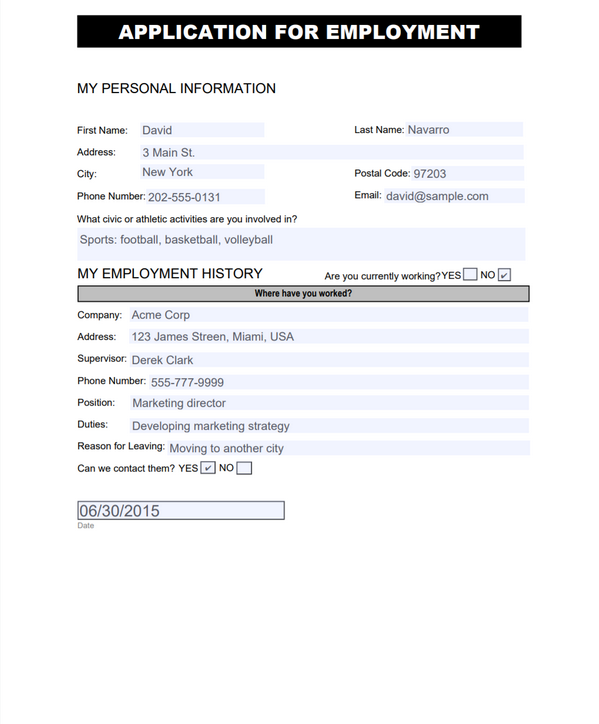 APPLICATION FOR EMPLOYMENT
MY PERSONAL INFORMATION
First Name: David Last Name: Navarro
Address: 3 Main St.
City: New York Postal Code: 97203
Phone Number: 202-555-0131 Email: david@sample.com
What civic or athletic activities are you involved in?
Sports: football, basketball, volleyball
MY EMPLOYMENT HISTORY Are you currently working? YES NO ✔
Where have you worked?
Company: Acme Corp
Address: 123 James Streen, Miami, USA
Supervisor: Derek Clark
Phone Number: 555-777-9999
Position: Marketing director
Duties: Developing marketing strategy
Reason for Leaving: Moving to another city
Can we contact them? YES ✔ NO
06/30/2015
Date